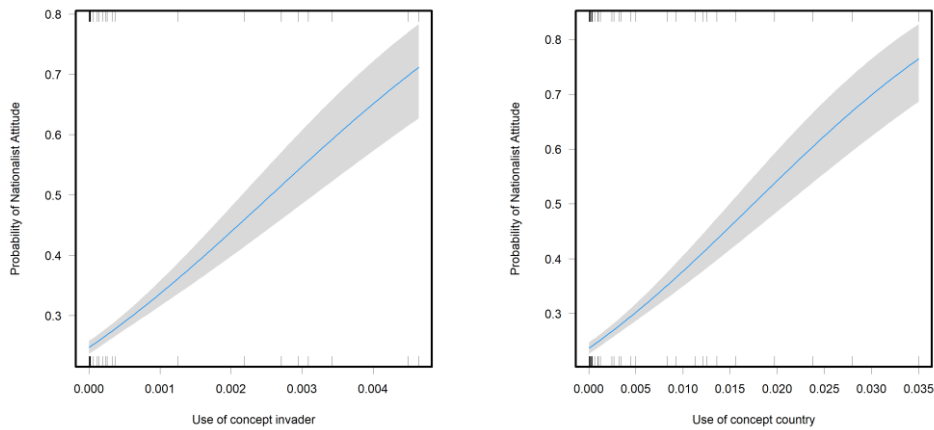 0.8
0.7
0.6
0.5
0.4
0.3
Probability of Nationalist Attitude
0.000 0.001 0.002 0.003 0.004
Use of concept invader
0.8
0.7
0.6
0.5
0.4
0.3
Probability of Nationalist Attitude
0.000 0.005 0.010 0.015 0.020 0.025 0.030 0.035
Use of concept country